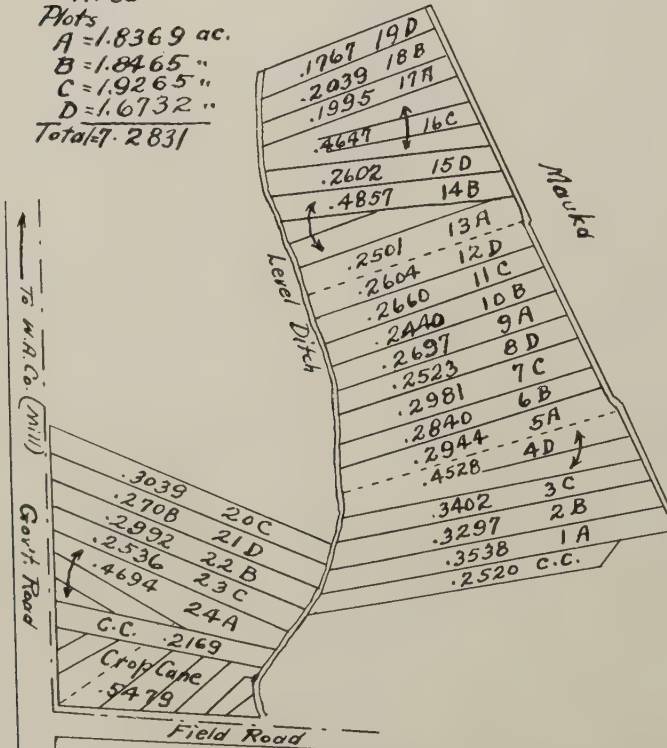 Plots
A = 1.8369 ac.
B = 1.8465 "
C = 1.9265 "
D = 1.6732 "
Total = 7.2831
.1767 19D
.2039 18B
.1995 17A
.4647 16C
.2602 15D
.4857 14B
.2501 13A
.2604 12D
.2660 11C
.2440 10B
.2697 9A
.2523 8D
.2981 7C
.2840 6B
.2944 5A
.4528 4D
.3402 3C
.3297 2B
.3538 1A
.2520 C.C.
Mauka
Level Ditch
To W.A.Co. (Mill)
Gov't. Road
.3039 20C
.2708 21D
.2992 22B
.2536 23C
.4694 24A
C.C. .2169
Crop Cane
5479
Field Road